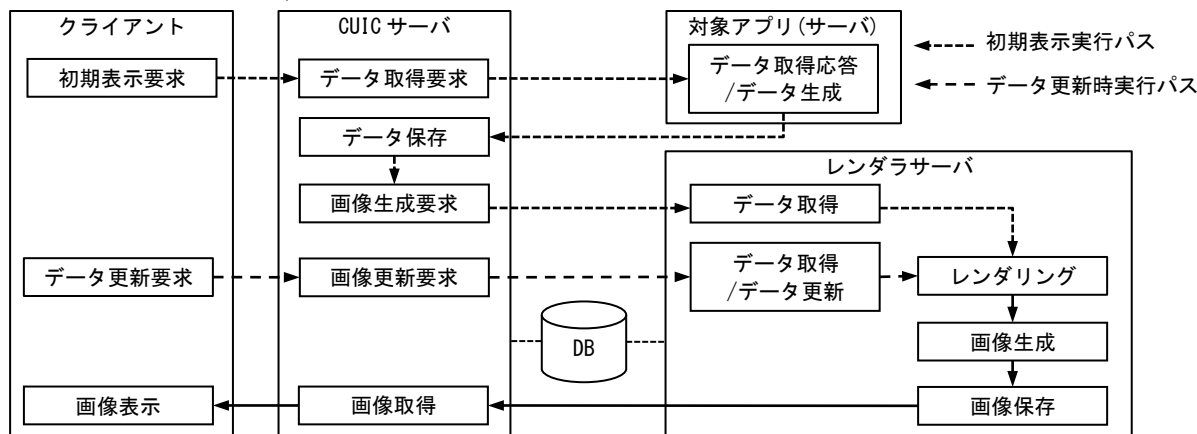 クライアント
CUIC サーバ
対象アプリ(サーバ)
初期表示実行パス
初期表示要求
データ取得要求
データ取得応答
/データ生成
データ更新時実行パス
データ保存
レンダラサーバ
画像生成要求
データ取得
データ更新要求
画像更新要求
データ取得
/データ更新
レンダリング
DB
画像生成
画像表示
画像取得
画像保存